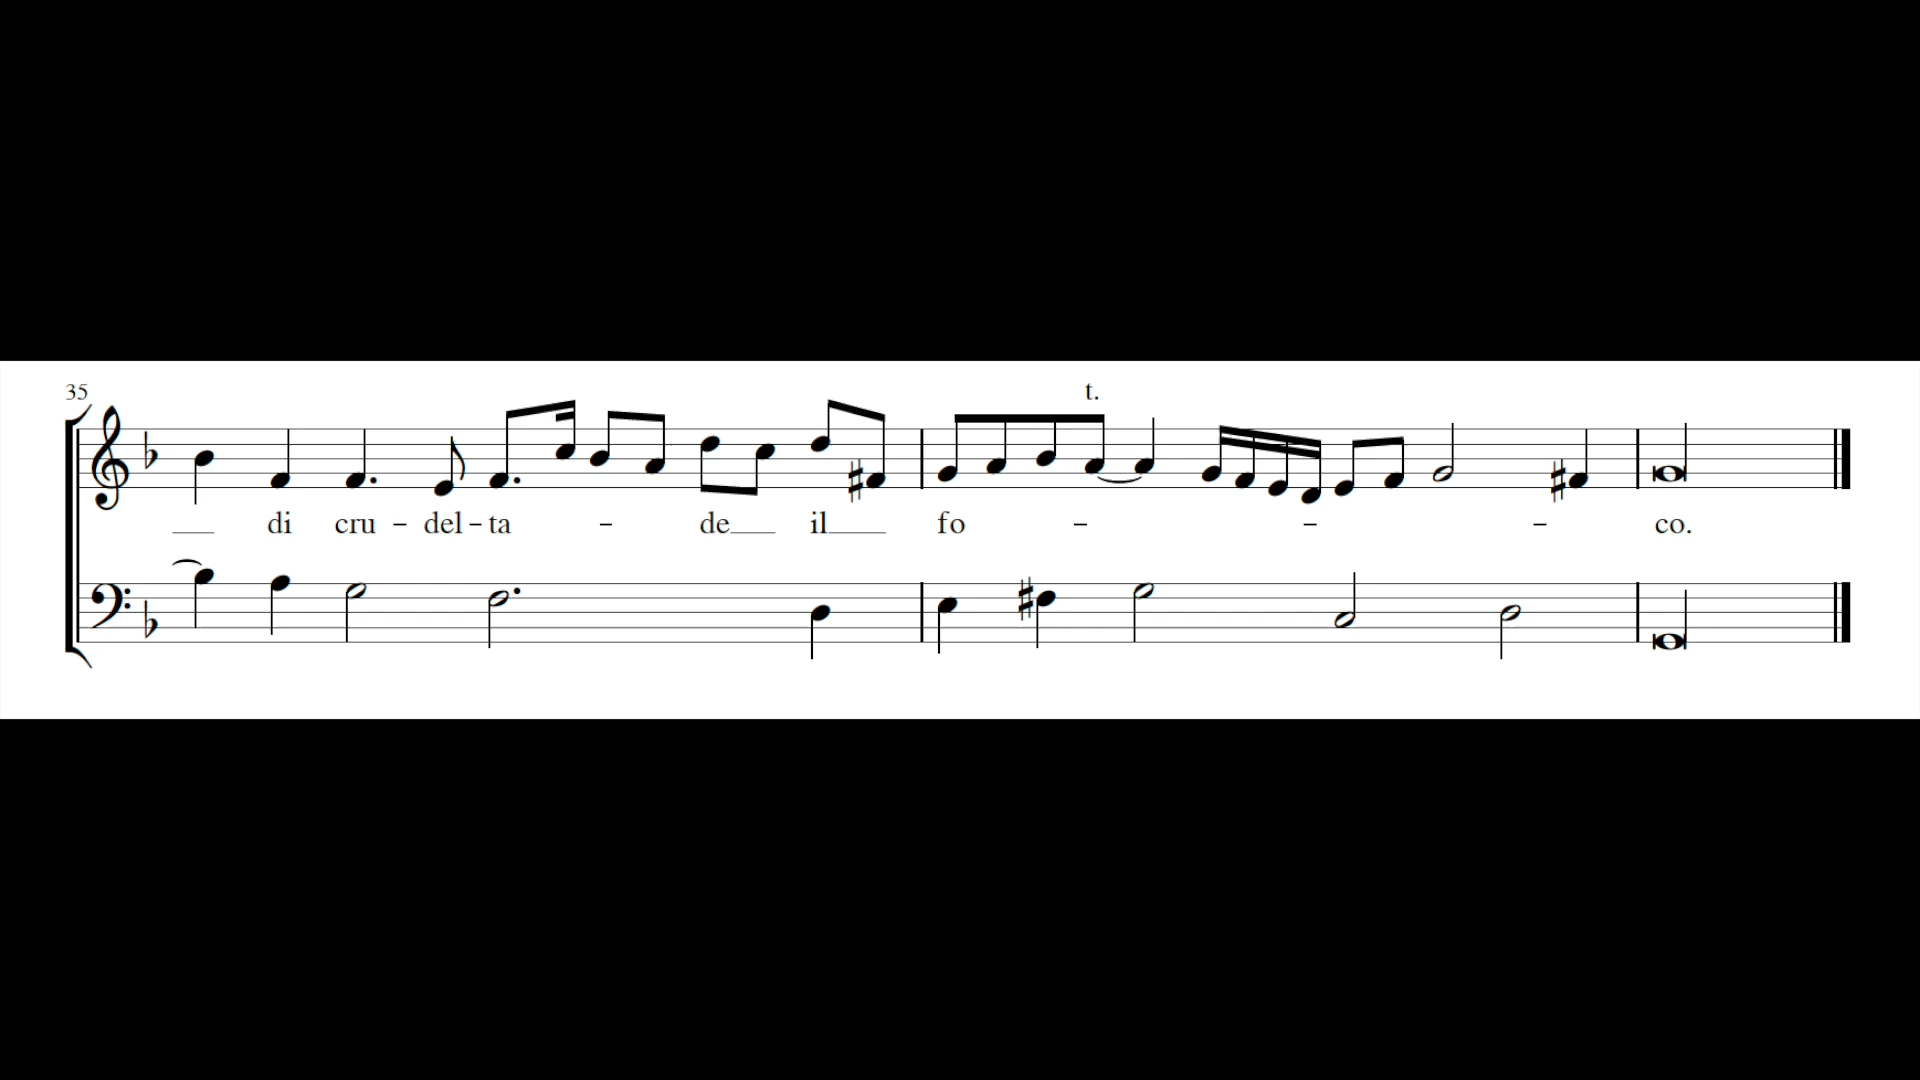 35
t.
di cru - del - ta - de il fo - - - co.